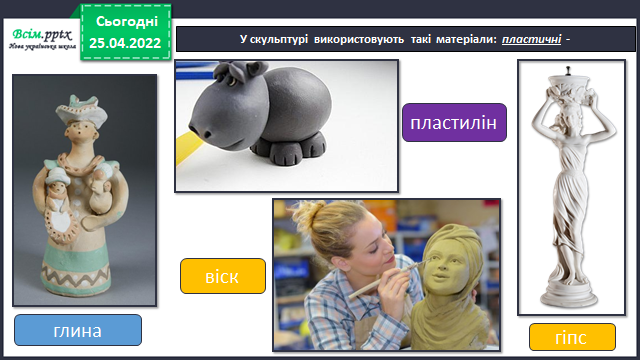 Всім.pptx
Нова українська школа
Сьогодні
25.04.2022
У скульптурі використовують такі матеріали: пластичні -
пластилін
віск
глина
гіпс